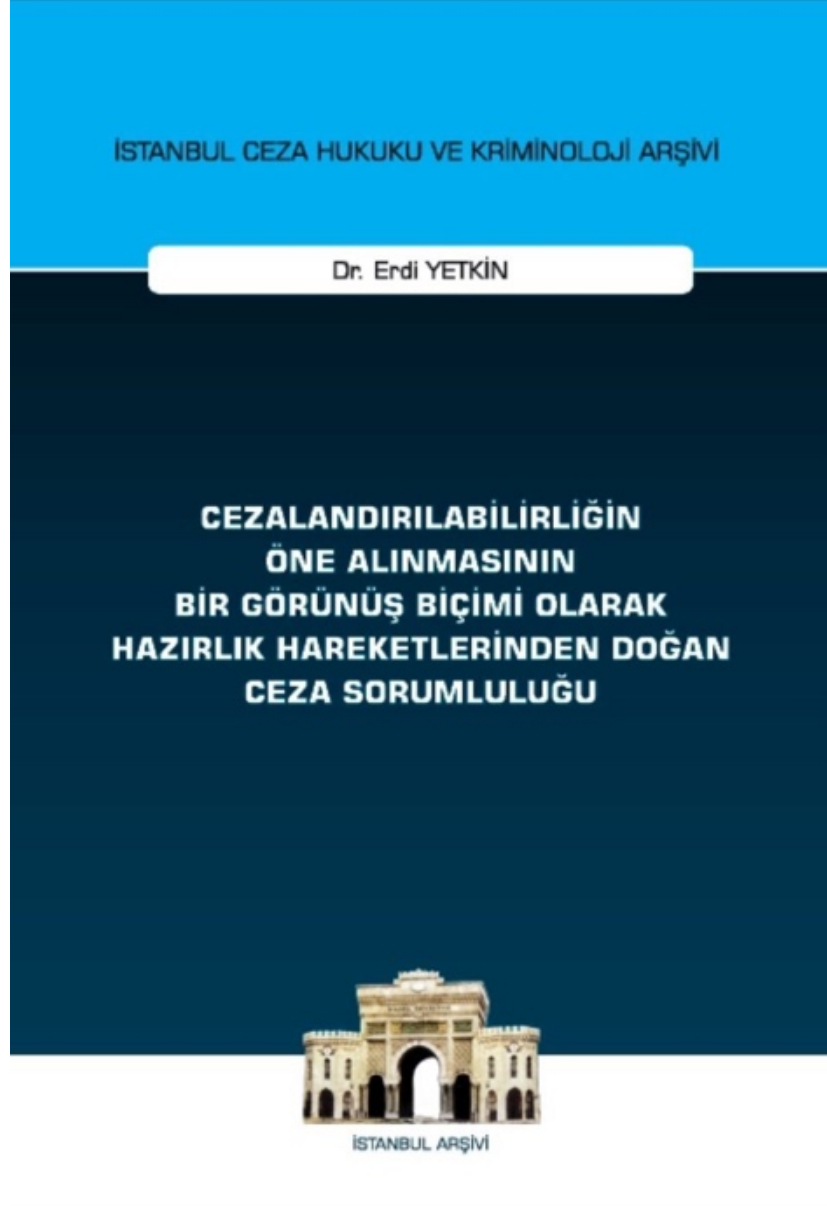 İSTANBUL CEZA HUKUKU VE KRİMİNOLOJİ ARŞİVİ
Dr. Erdi YETKİN
CEZALANDIRILABİLİRLİĞİN
ÖNE ALINMASININ
BİR GÖRÜNÜŞ BİÇİMİ OLARAK
HAZIRLIK HAREKETLERİNDEN DOĞAN
CEZA SORUMLULUĞU
İSTANBUL ARŞİVİ